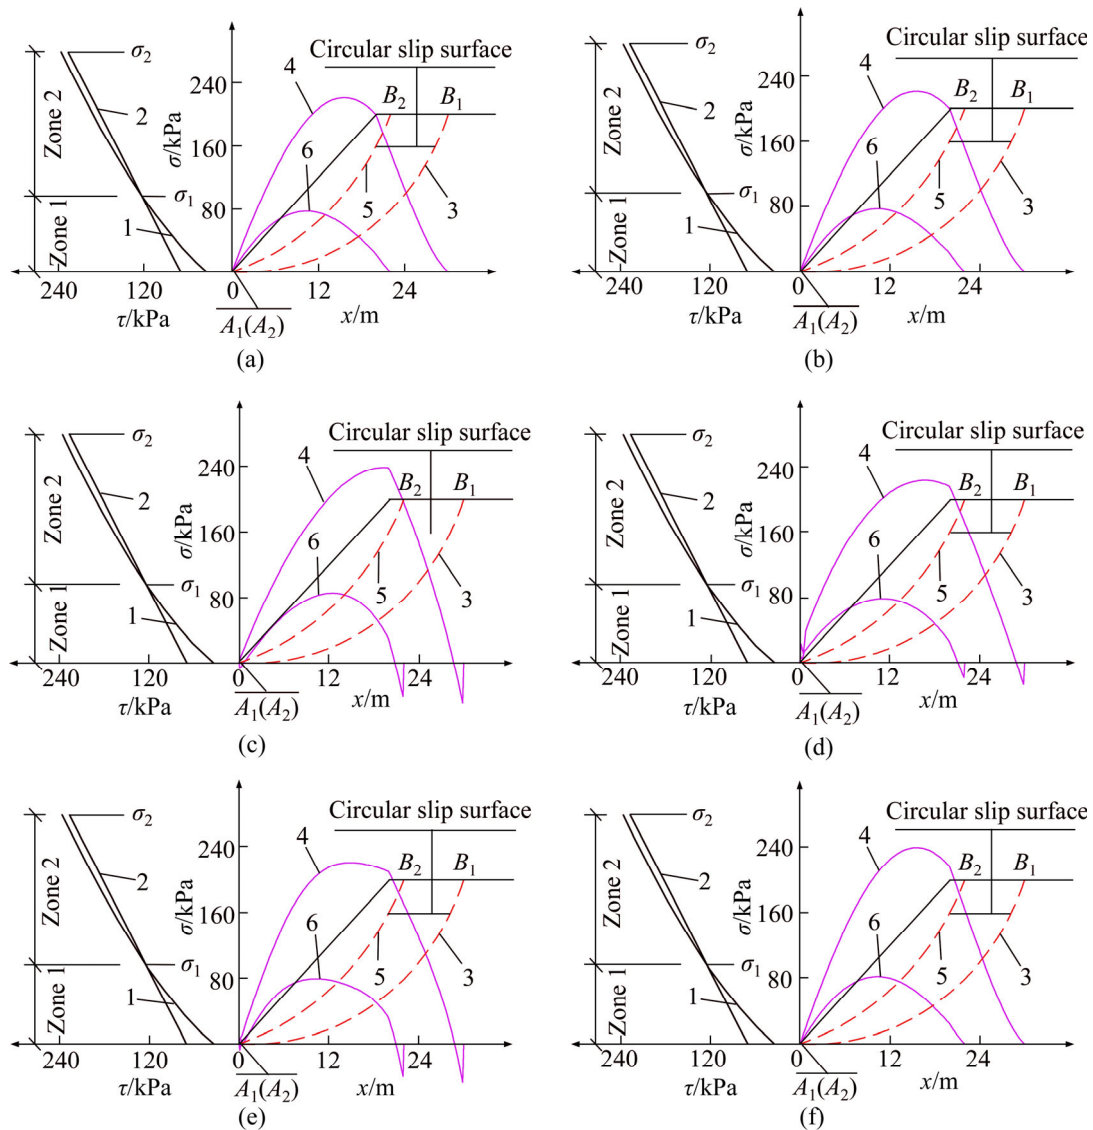 Circular slip surface
σ2
4
240
B2 B1
Zone 2
2
σ/kPa
160
6
σ1
5
3
80
Zone 1
1
240 120 0 12 24
τ/kPa A1(A2) x/m
(a)
Circular slip surface
σ2
4
240
B2 B1
Zone 2
2
σ/kPa
160
6
σ1
5
3
80
Zone 1
1
240 120 0 12 24
τ/kPa A1(A2) x/m
(b)
Circular slip surface
σ2
4
240
B2 B1
Zone 2
2
σ/kPa
160
6
σ1
5
3
80
Zone 1
1
240 120 0 12 24
τ/kPa A1(A2) x/m
(c)
Circular slip surface
σ2
4
240
B2 B1
Zone 2
2
σ/kPa
160
6
σ1
5
3
80
Zone 1
1
240 120 0 12 24
τ/kPa A1(A2) x/m
(d)
Circular slip surface
σ2
4
240
B2 B1
Zone 2
2
σ/kPa
160
6
σ1
5
3
80
Zone 1
1
240 120 0 12 24
τ/kPa A1(A2) x/m
(e)
Circular slip surface
σ2
4
240
B2 B1
Zone 2
2
σ/kPa
160
6
σ1
5
3
80
Zone 1
1
240 120 0 12 24
τ/kPa A1(A2) x/m
(f)